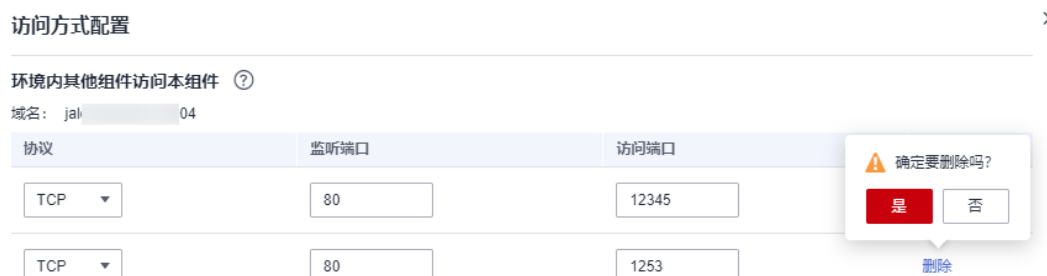 访问方式配置
环境内其他组件访问本组件 ?
域名： jal 04
协议 监听端口 访问端口
确定要删除吗?
是 否
TCP 80 12345
TCP 80 1253 删除